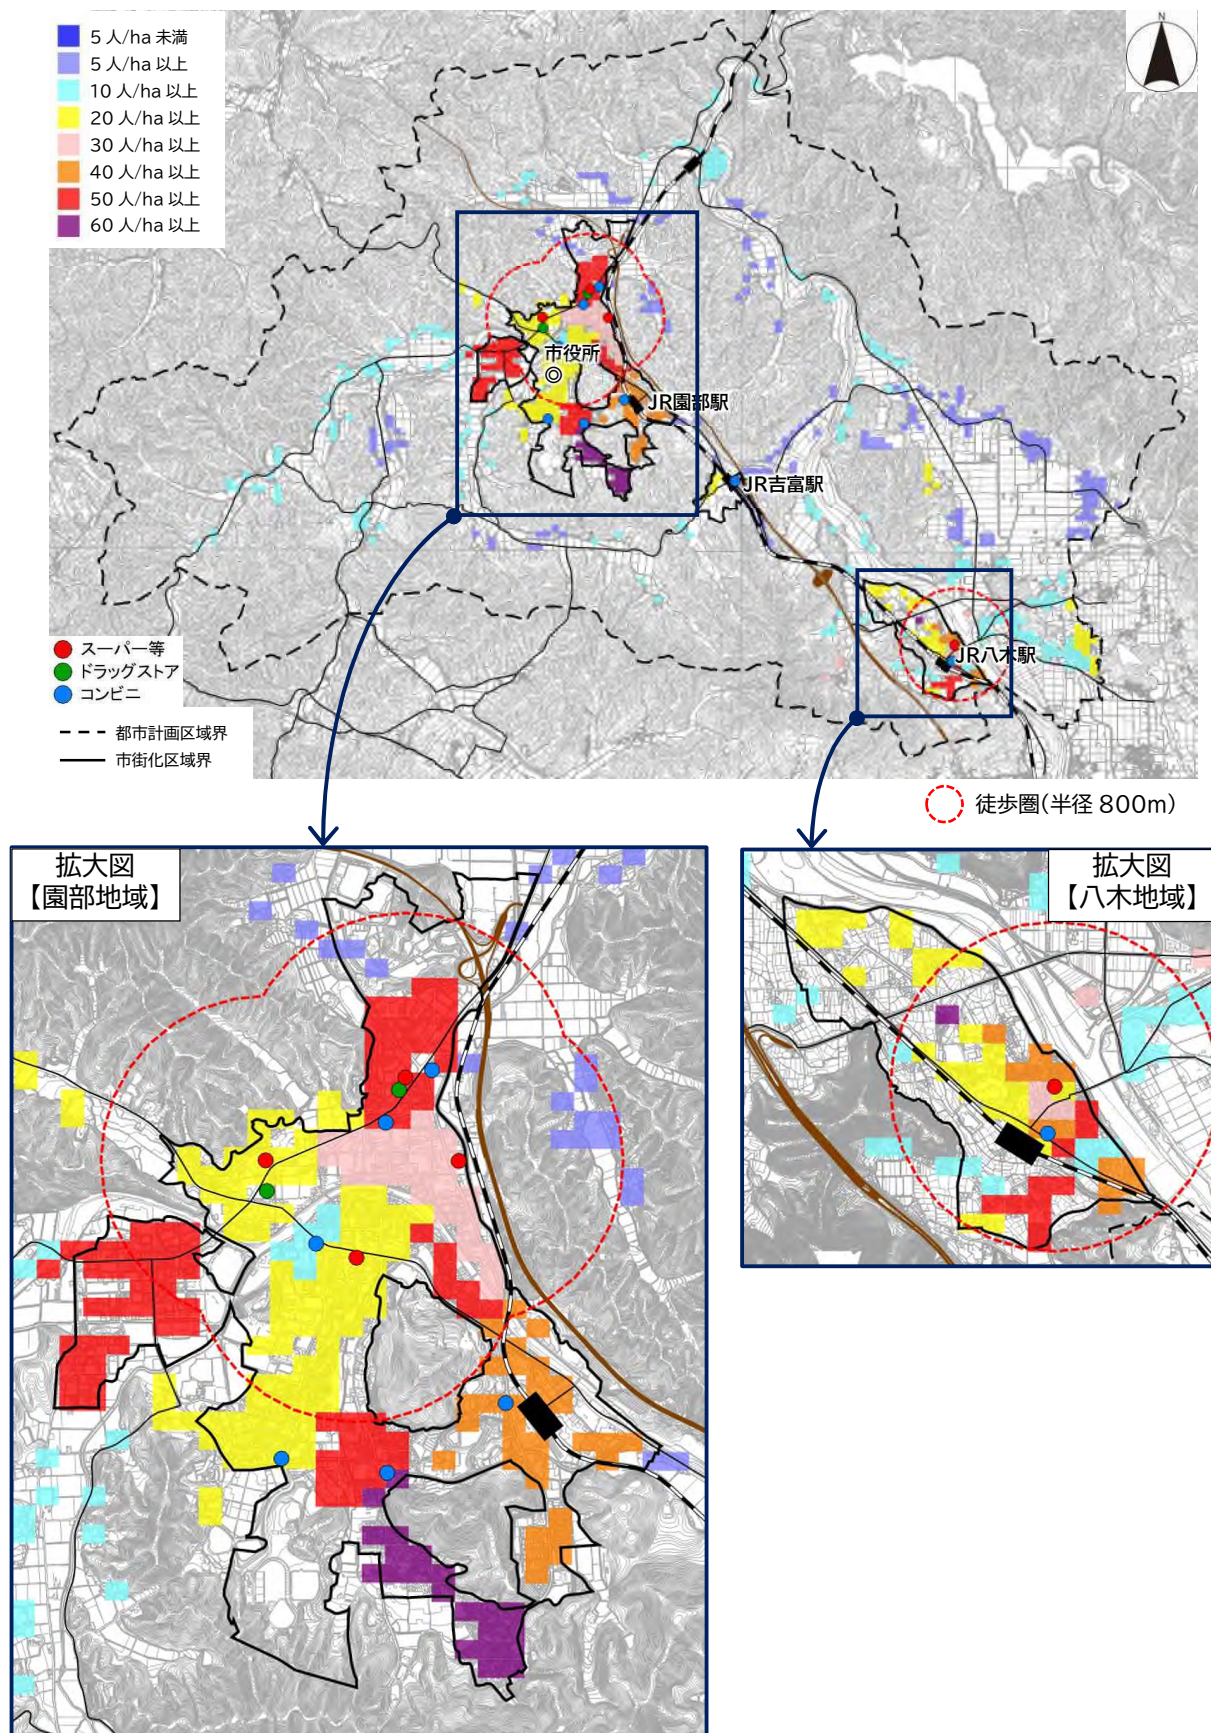 5 人/ha 未満
5 人/ha 以上
10 人/ha 以上
20 人/ha 以上
30 人/ha 以上
40 人/ha 以上
50 人/ha 以上
60 人/ha 以上
N
市役所
JR園部駅
JR吉富駅
JR八木駅
スーパー等
ドラッグストア
コンビニ
都市計画区域界
市街化区域界
徒歩圏(半径 800m)
拡大図
【園部地域】
拡大図
【八木地域】